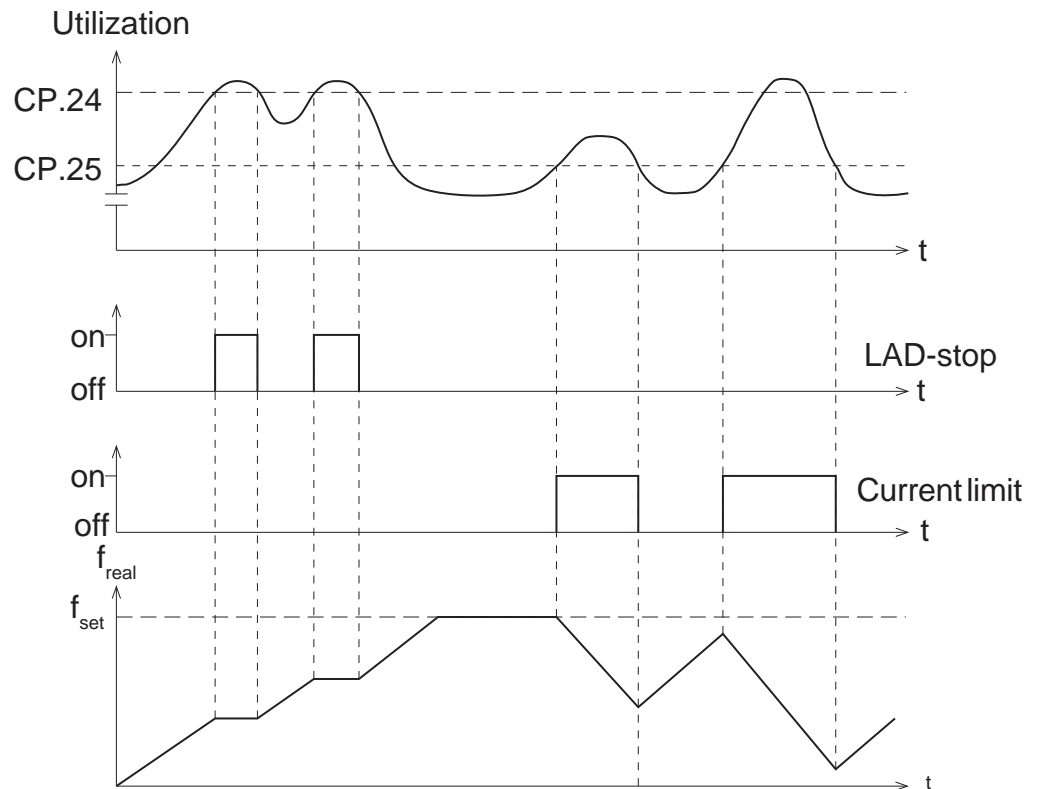 Utilization
CP.24
CP.25
t
on
LAD-stop
off
t
on
Current limit
off
t
f real
f set
t